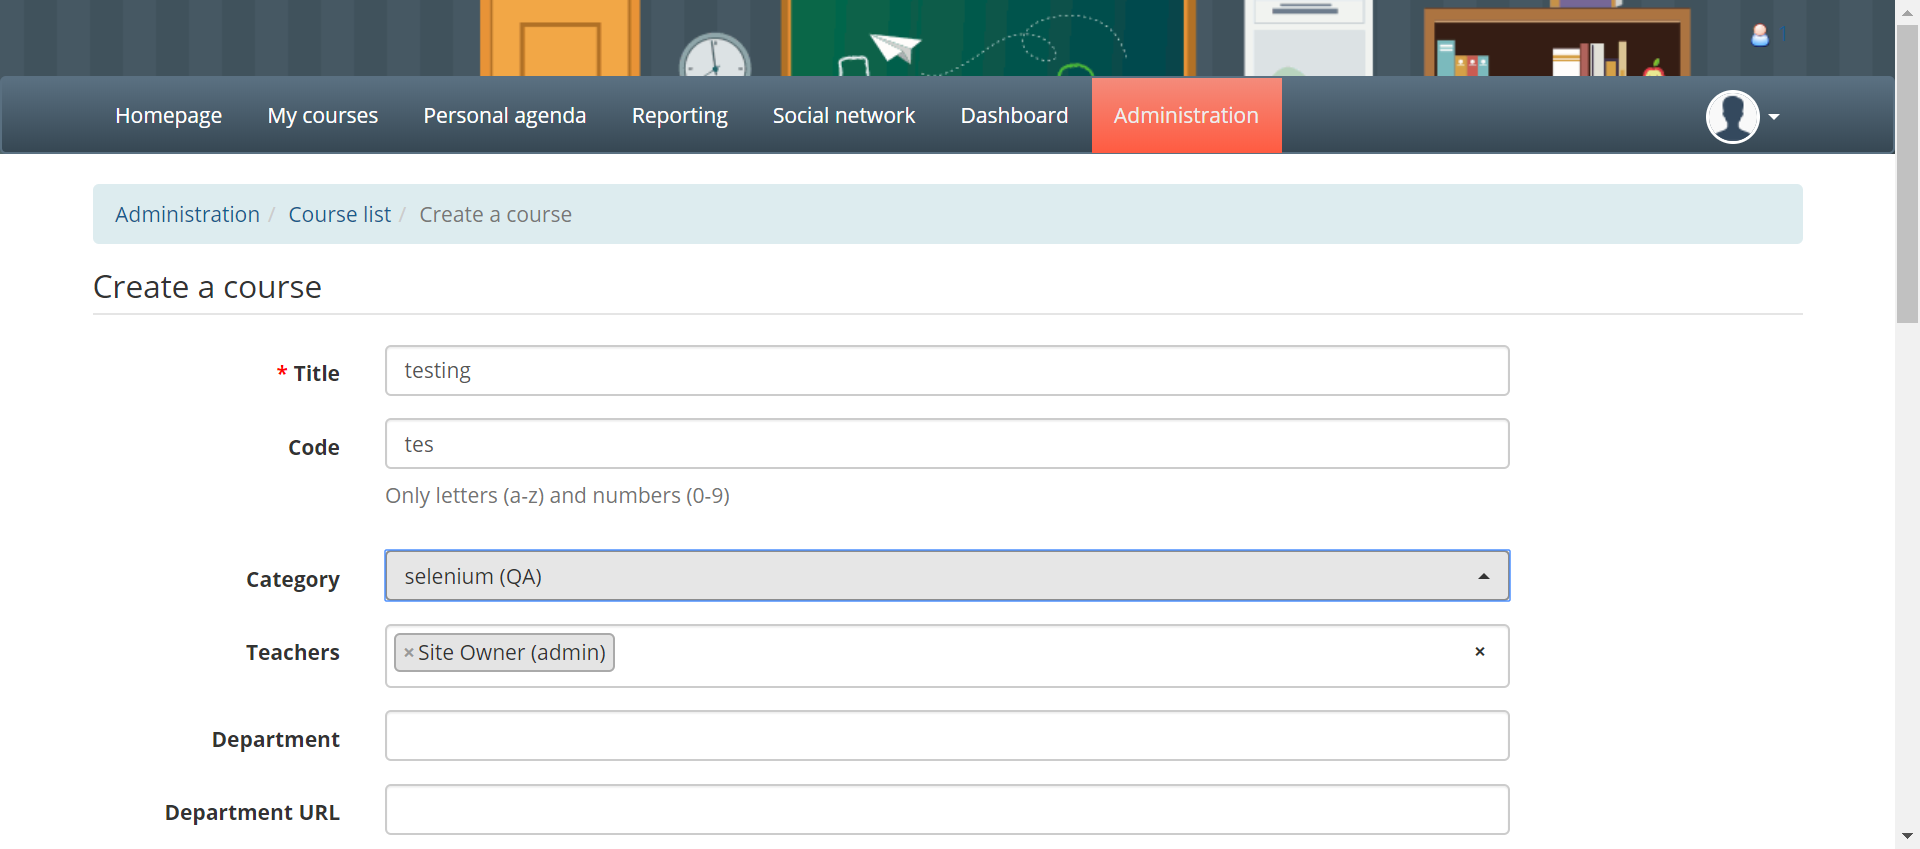 1
Homepage My courses Personal agenda Reporting Social network Dashboard Administration
Administration / Course list / Create a course
Create a course
* Title testing
Code tes
Only letters (a-z) and numbers (0-9)
Category selenium (QA)
Teachers × Site Owner (admin) ×
Department
Department URL